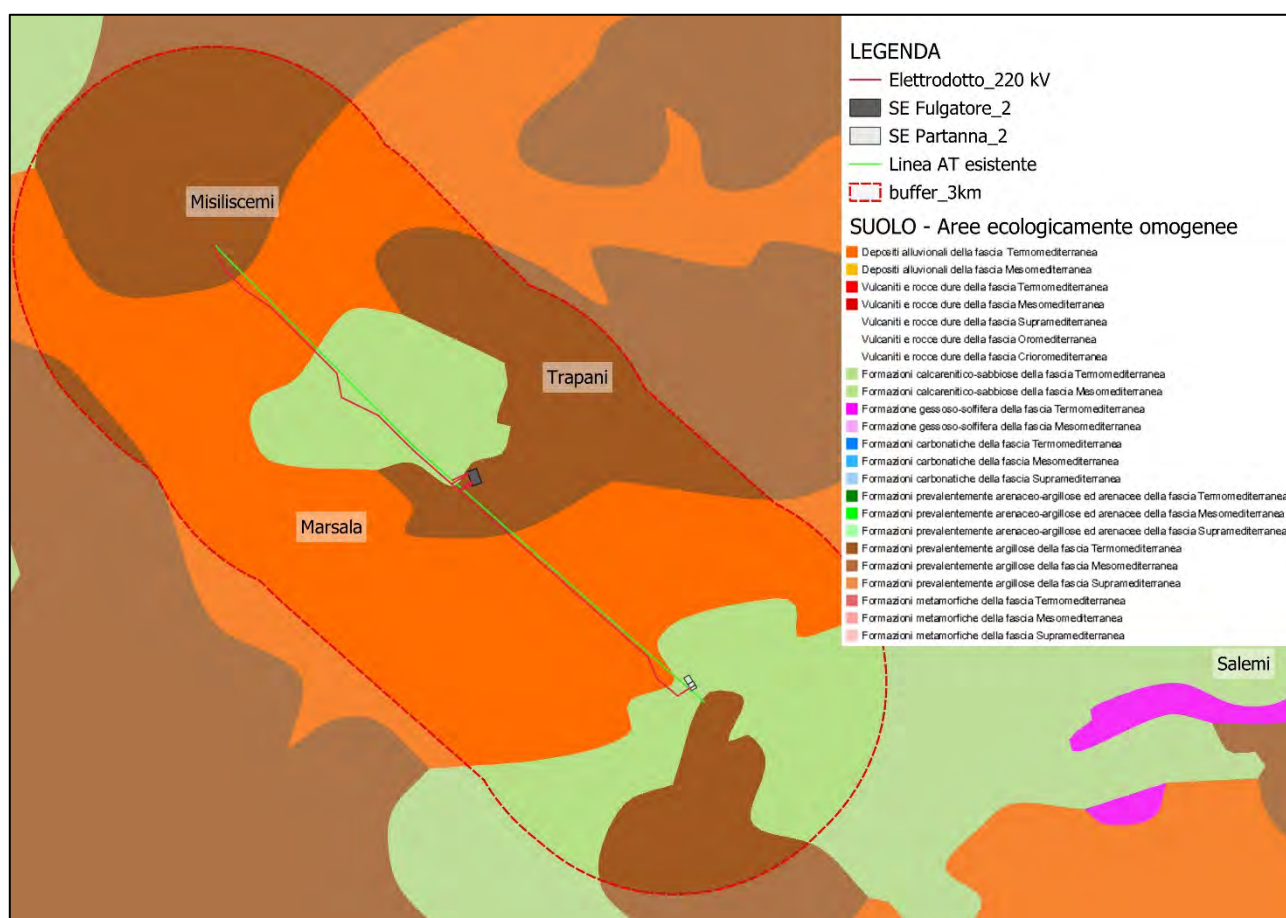 LEGENDA
Elettrodotto_220 kV
SE Fulgatore_2
SE Partanna_2
Linea AT esistente
buffer_3km
SUOLO - Aree ecologicamente omogenee
Depositi alluvionali della fascia Termomediterranea
Depositi alluvionali della fascia Mesomediterranea
Vulcaniti e rocce dure della fascia Termomediterranea
Vulcaniti e rocce dure della fascia Mesomediterranea
Vulcaniti e rocce dure della fascia Supramediterranea
Vulcaniti e rocce dure della fascia Oromediterranea
Vulcaniti e rocce dure della fascia Crioromediterranea
Formazioni calcarenitico-sabbiose della fascia Termomediterranea
Formazioni calcarenitico-sabbiose della fascia Mesomediterranea
Formazione gessoso-solfifera della fascia Termomediterranea
Formazione gessoso-solfifera della fascia Mesomediterranea
Formazioni carbonatiche della fascia Termomediterranea
Formazioni carbonatiche della fascia Mesomediterranea
Formazioni carbonatiche della fascia Supramediterranea
Formazioni prevalentemente arenaceo-argillose ed arenacee della fascia Termomediterranea
Formazioni prevalentemente arenaceo-argillose ed arenacee della fascia Mesomediterranea
Formazioni prevalentemente arenaceo-argillose ed arenacee della fascia Supramediterranea
Formazioni prevalentemente argillose della fascia Termomediterranea
Formazioni prevalentemente argillose della fascia Mesomediterranea
Formazioni prevalentemente argillose della fascia Supramediterranea
Formazioni metamorfiche della fascia Termomediterranea
Formazioni metamorfiche della fascia Mesomediterranea
Formazioni metamorfiche della fascia Supramediterranea
Misiliscemi
Trapani
Marsala
Salemi